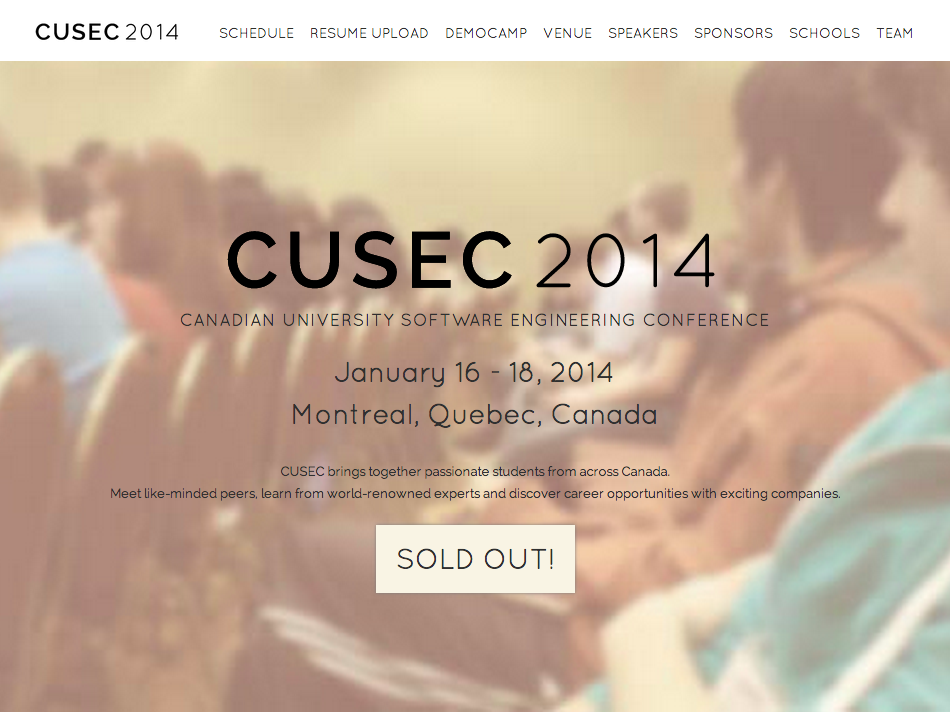 CUSEC 2014
SCHEDULE RESUME UPLOAD DEMOCAMP VENUE SPEAKERS SPONSORS SCHOOLS TEAM
CUSEC 2014
CANADIAN UNIVERSITY SOFTWARE ENGINEERING CONFERENCE
January 16 - 18, 2014
Montreal, Quebec, Canada
CUSEC brings together passionate students from across Canada.
Meet like-minded peers, learn from world-renowned experts and discover career opportunities with exciting companies.
SOLD OUT!